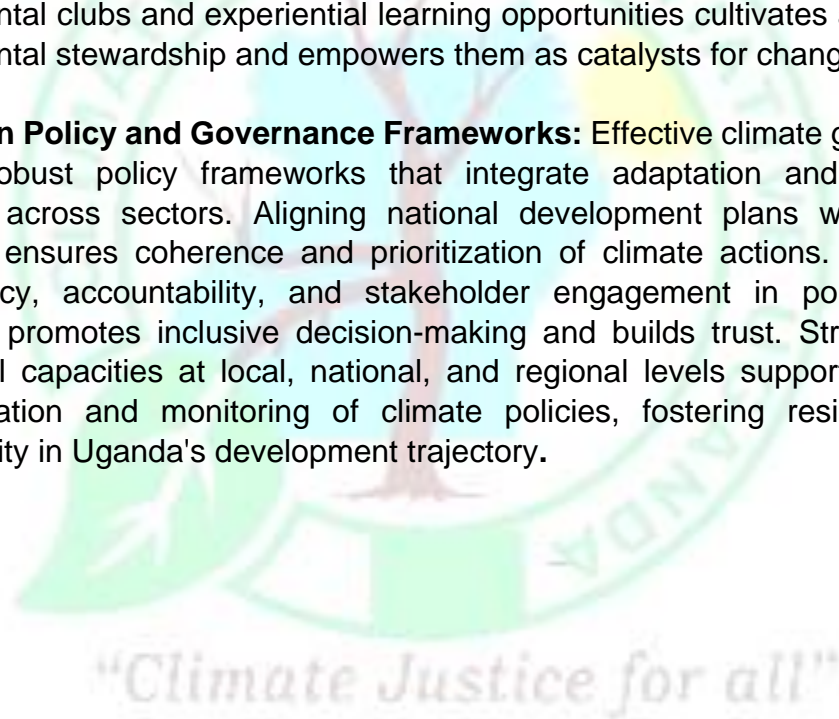 ntal clubs and experiential learning opportunities cultivates
ntal stewardship and empowers them as catalysts for chang
n Policy and Governance Frameworks: Effective climate g
obust policy frameworks that integrate adaptation and
across sectors. Aligning national development plans w
ensures coherence and prioritization of climate actions.
cy, accountability, and stakeholder engagement in po
promotes inclusive decision-making and builds trust. Str
l capacities at local, national, and regional levels support
ation and monitoring of climate policies, fostering resi
ity in Uganda's development trajectory.
"Climate Justice for all"